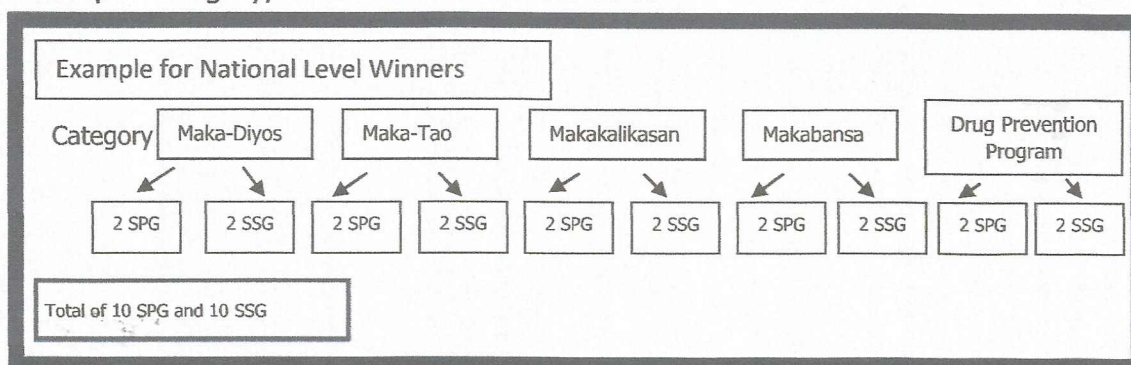 Example for National Level Winners
Category Maka-Diyos Maka-Tao Makakalikasan Makabansa Drug Prevention Program
2 SPG 2 SSG 2 SPG 2 SSG 2 SPG 2 SSG 2 SPG 2 SSG 2 SPG 2 SSG
Total of 10 SPG and 10 SSG